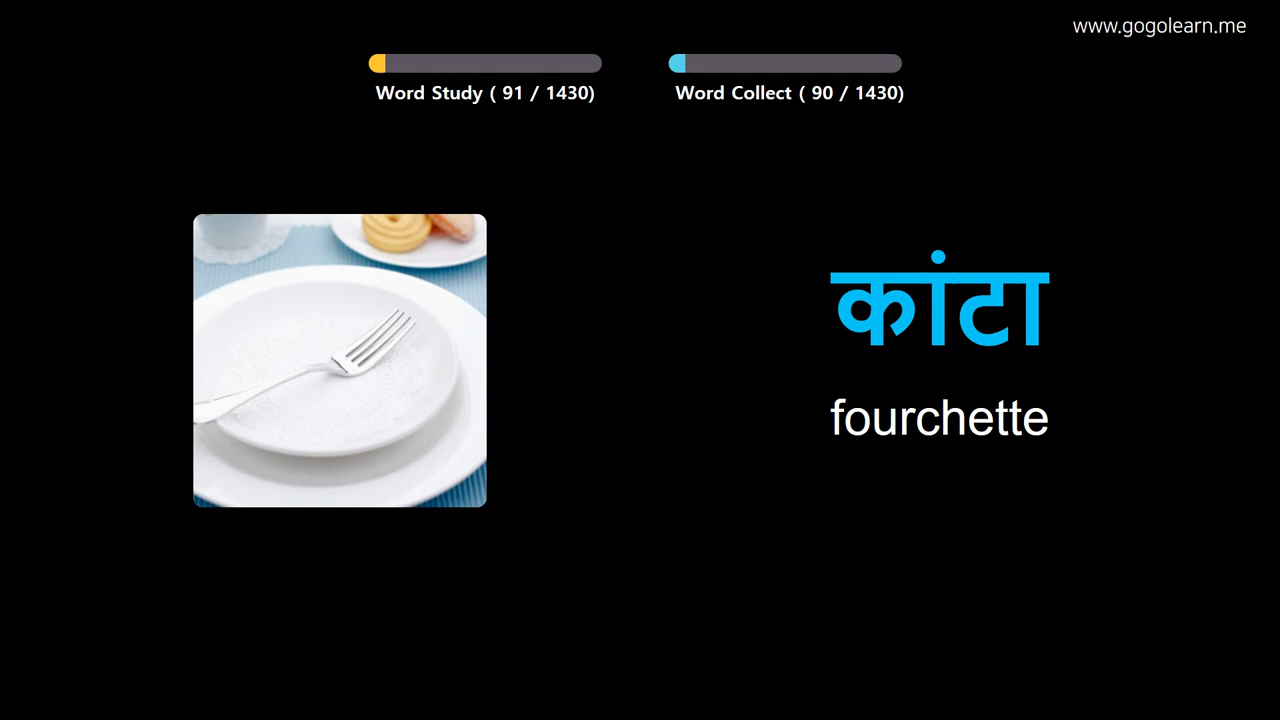 www.gogolearn.me
Word Study ( 91 / 1430)
Word Collect ( 90 / 1430)
कांटा
fourchette